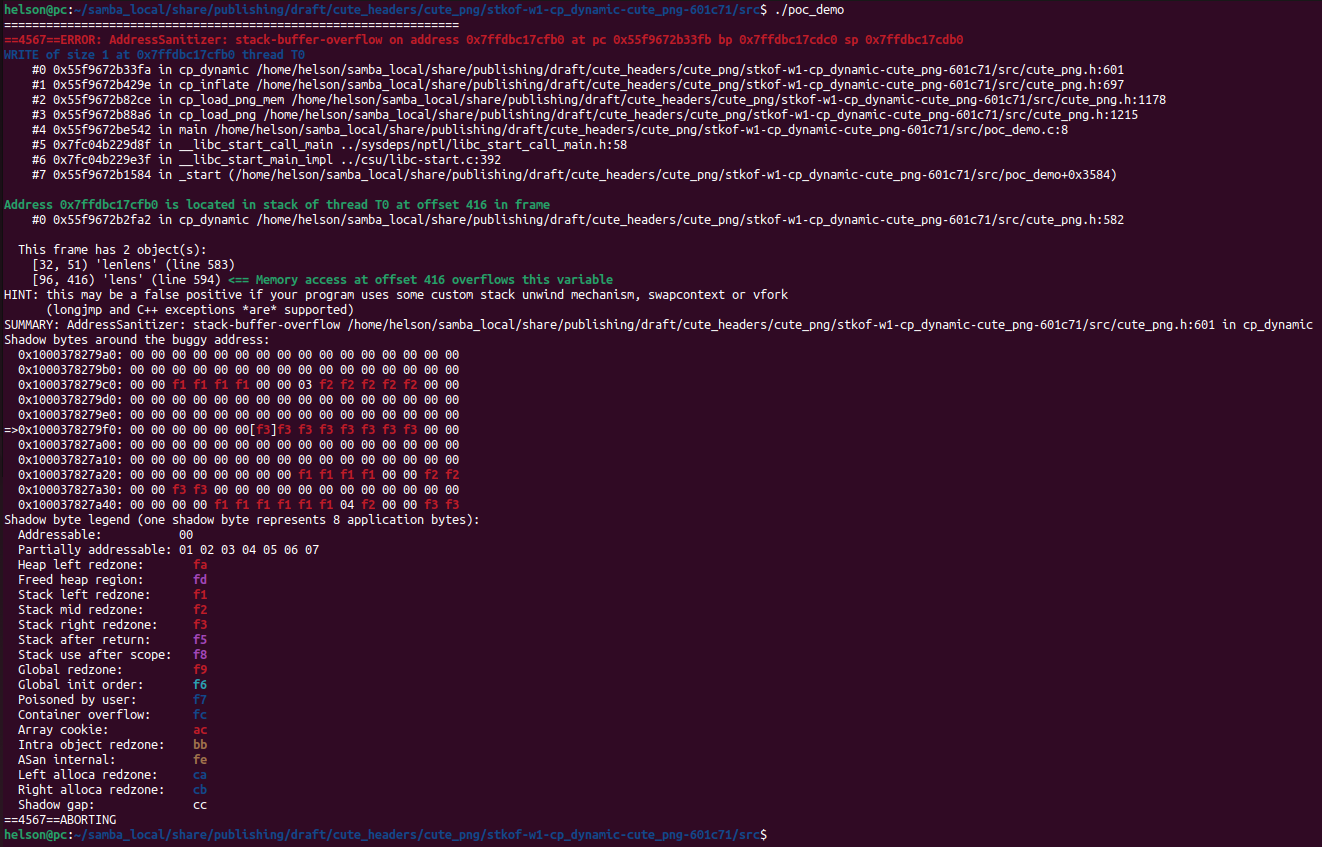 helson@pc:~/samba_local/share/publishing/draft/cute_headers/cute_png/stkof-w1-cp_dynamic-cute_png-601c71/src$ ./poc_demo
=================================================================
==4567==ERROR: AddressSanitizer: stack-buffer-overflow on address 0x7ffdbc17cfb0 at pc 0x55f9672b33fb bp 0x7ffdbc17cdc0 sp 0x7ffdbc17cdb0
WRITE of size 1 at 0x7ffdbc17cfb0 thread T0
    #0 0x55f9672b33fa in cp_dynamic /home/helson/samba_local/share/publishing/draft/cute_headers/cute_png/stkof-w1-cp_dynamic-cute_png-601c71/src/cute_png.h:601
    #1 0x55f9672b429e in cp_inflate /home/helson/samba_local/share/publishing/draft/cute_headers/cute_png/stkof-w1-cp_dynamic-cute_png-601c71/src/cute_png.h:697
    #2 0x55f9672b82ce in cp_load_png_mem /home/helson/samba_local/share/publishing/draft/cute_headers/cute_png/stkof-w1-cp_dynamic-cute_png-601c71/src/cute_png.h:1178
    #3 0x55f9672b88a6 in cp_load_png /home/helson/samba_local/share/publishing/draft/cute_headers/cute_png/stkof-w1-cp_dynamic-cute_png-601c71/src/cute_png.h:1215
    #4 0x55f9672be542 in main /home/helson/samba_local/share/publishing/draft/cute_headers/cute_png/stkof-w1-cp_dynamic-cute_png-601c71/src/poc_demo.c:8
    #5 0x7fc04b229d8f in __libc_start_call_main ../sysdeps/nptl/libc_start_call_main.h:58
    #6 0x7fc04b229e3f in __libc_start_main_impl ../csu/libc-start.c:392
    #7 0x55f9672b1584 in _start (/home/helson/samba_local/share/publishing/draft/cute_headers/cute_png/stkof-w1-cp_dynamic-cute_png-601c71/src/poc_demo+0x3584)

Address 0x7ffdbc17cfb0 is located in stack of thread T0 at offset 416 in frame
    #0 0x55f9672b2fa2 in cp_dynamic /home/helson/samba_local/share/publishing/draft/cute_headers/cute_png/stkof-w1-cp_dynamic-cute_png-601c71/src/cute_png.h:582

  This frame has 2 object(s):
    [32, 51) 'lenlens' (line 583)
    [96, 416) 'lens' (line 594) <== Memory access at offset 416 overflows this variable
HINT: this may be a false positive if your program uses some custom stack unwind mechanism, swapcontext or vfork
      (longjmp and C++ exceptions *are* supported)
SUMMARY: AddressSanitizer: stack-buffer-overflow /home/helson/samba_local/share/publishing/draft/cute_headers/cute_png/stkof-w1-cp_dynamic-cute_png-601c71/src/cute_png.h:601 in cp_dynamic
Shadow bytes around the buggy address:
  0x1000378279a0: 00 00 00 00 00 00 00 00 00 00 00 00 00 00 00 00
  0x1000378279b0: 00 00 00 00 00 00 00 00 00 00 00 00 00 00 00 00
  0x1000378279c0: 00 00 f1 f1 f1 f1 00 00 03 f2 f2 f2 f2 f2 00 00
  0x1000378279d0: 00 00 00 00 00 00 00 00 00 00 00 00 00 00 00 00
  0x1000378279e0: 00 00 00 00 00 00 00 00 00 00 00 00 00 00 00 00
=>0x1000378279f0: 00 00 00 00 00 00[f3]f3 f3 f3 f3 f3 f3 f3 00 00
  0x100037827a00: 00 00 00 00 00 00 00 00 00 00 00 00 00 00 00 00
  0x100037827a10: 00 00 00 00 00 00 00 00 00 00 00 00 00 00 00 00
  0x100037827a20: 00 00 00 00 00 00 00 00 f1 f1 f1 f1 00 00 f2 f2
  0x100037827a30: 00 00 f3 f3 00 00 00 00 00 00 00 00 00 00 00 00
  0x100037827a40: 00 00 00 00 f1 f1 f1 f1 f1 f1 04 f2 00 00 f3 f3
Shadow byte legend (one shadow byte represents 8 application bytes):
  Addressable:           00
  Partially addressable: 01 02 03 04 05 06 07
  Heap left redzone:       fa
  Freed heap region:       fd
  Stack left redzone:      f1
  Stack mid redzone:       f2
  Stack right redzone:     f3
  Stack after return:      f5
  Stack use after scope:   f8
  Global redzone:          f9
  Global init order:       f6
  Poisoned by user:        f7
  Container overflow:      fc
  Array cookie:            ac
  Intra object redzone:    bb
  ASan internal:           fe
  Left alloca redzone:     ca
  Right alloca redzone:    cb
  Shadow gap:              cc
==4567==ABORTING
helson@pc:~/samba_local/share/publishing/draft/cute_headers/cute_png/stkof-w1-cp_dynamic-cute_png-601c71/src$